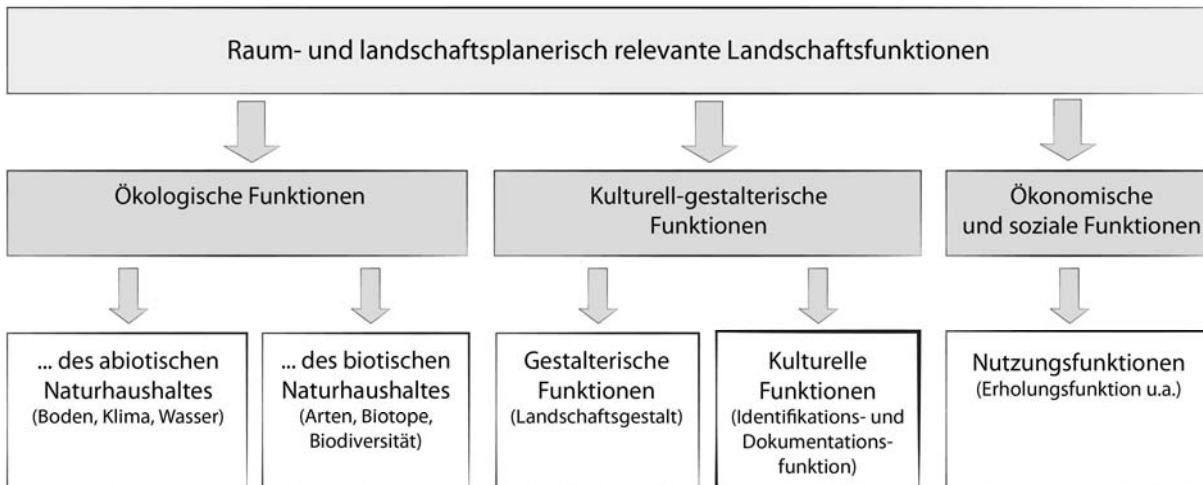 Raum- und landschaftsplanerisch relevante Landschaftsfunktionen
Ökologische Funktionen
Kulturell-gestalterische
Funktionen
Ökonomische
und soziale Funktionen
... des abiotischen
Naturhaushaltes
(Boden, Klima, Wasser)
... des biotischen
Naturhaushaltes
(Arten, Biotope,
Biodiversität)
Gestalterische
Funktionen
(Landschaftsgestalt)
Kulturelle
Funktionen
(Identifikations- und
Dokumentations-
funktion)
Nutzungsfunktionen
(Erholungsfunktion u.a.)